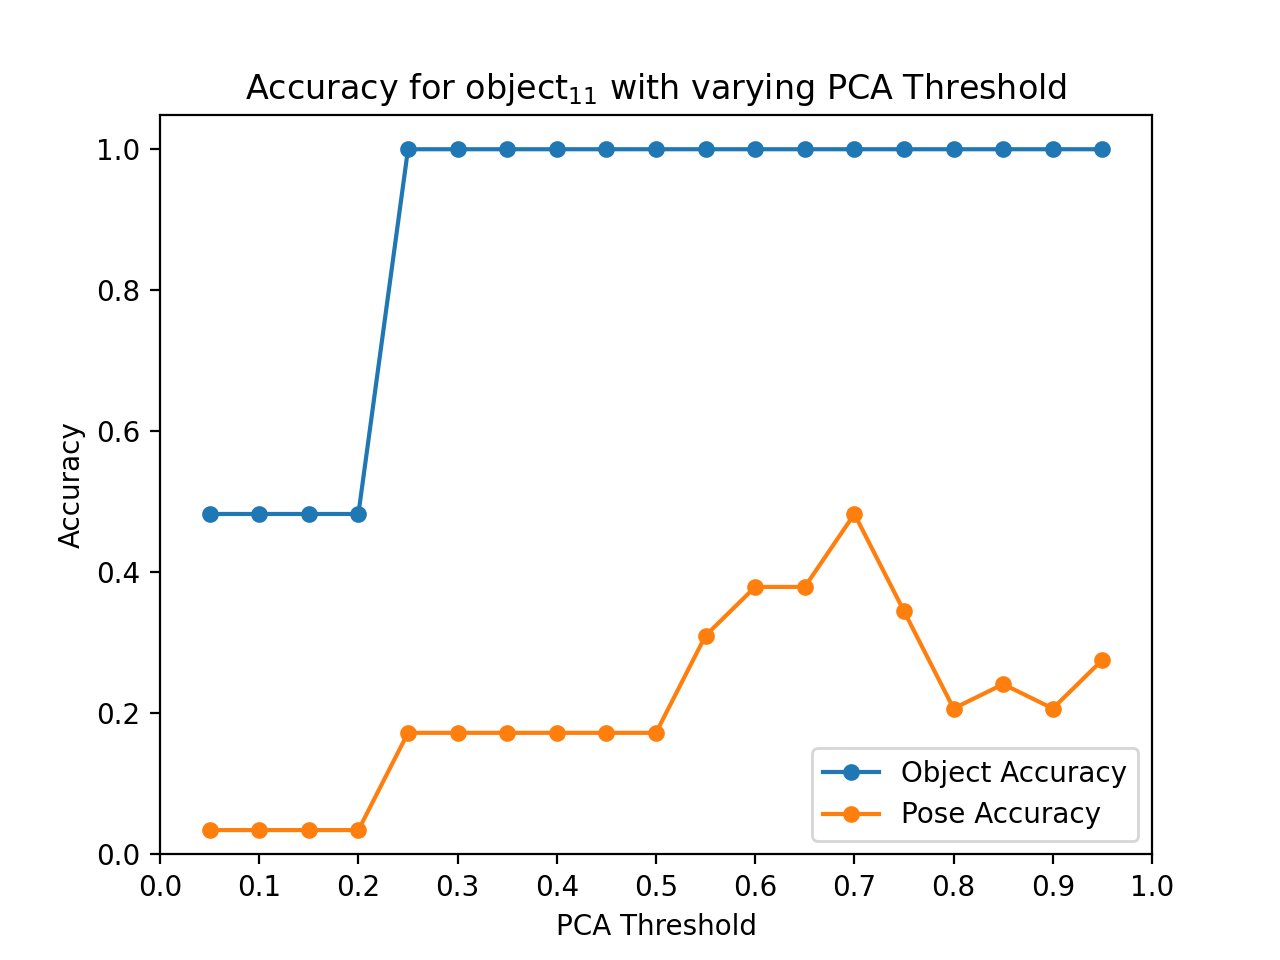 Accuracy for object₁₁ with varying PCA Threshold
1.0
0.8
0.6
0.4
0.2
0.0
Accuracy
0.0 0.1 0.2 0.3 0.4 0.5 0.6 0.7 0.8 0.9 1.0
PCA Threshold
Object Accuracy
Pose Accuracy